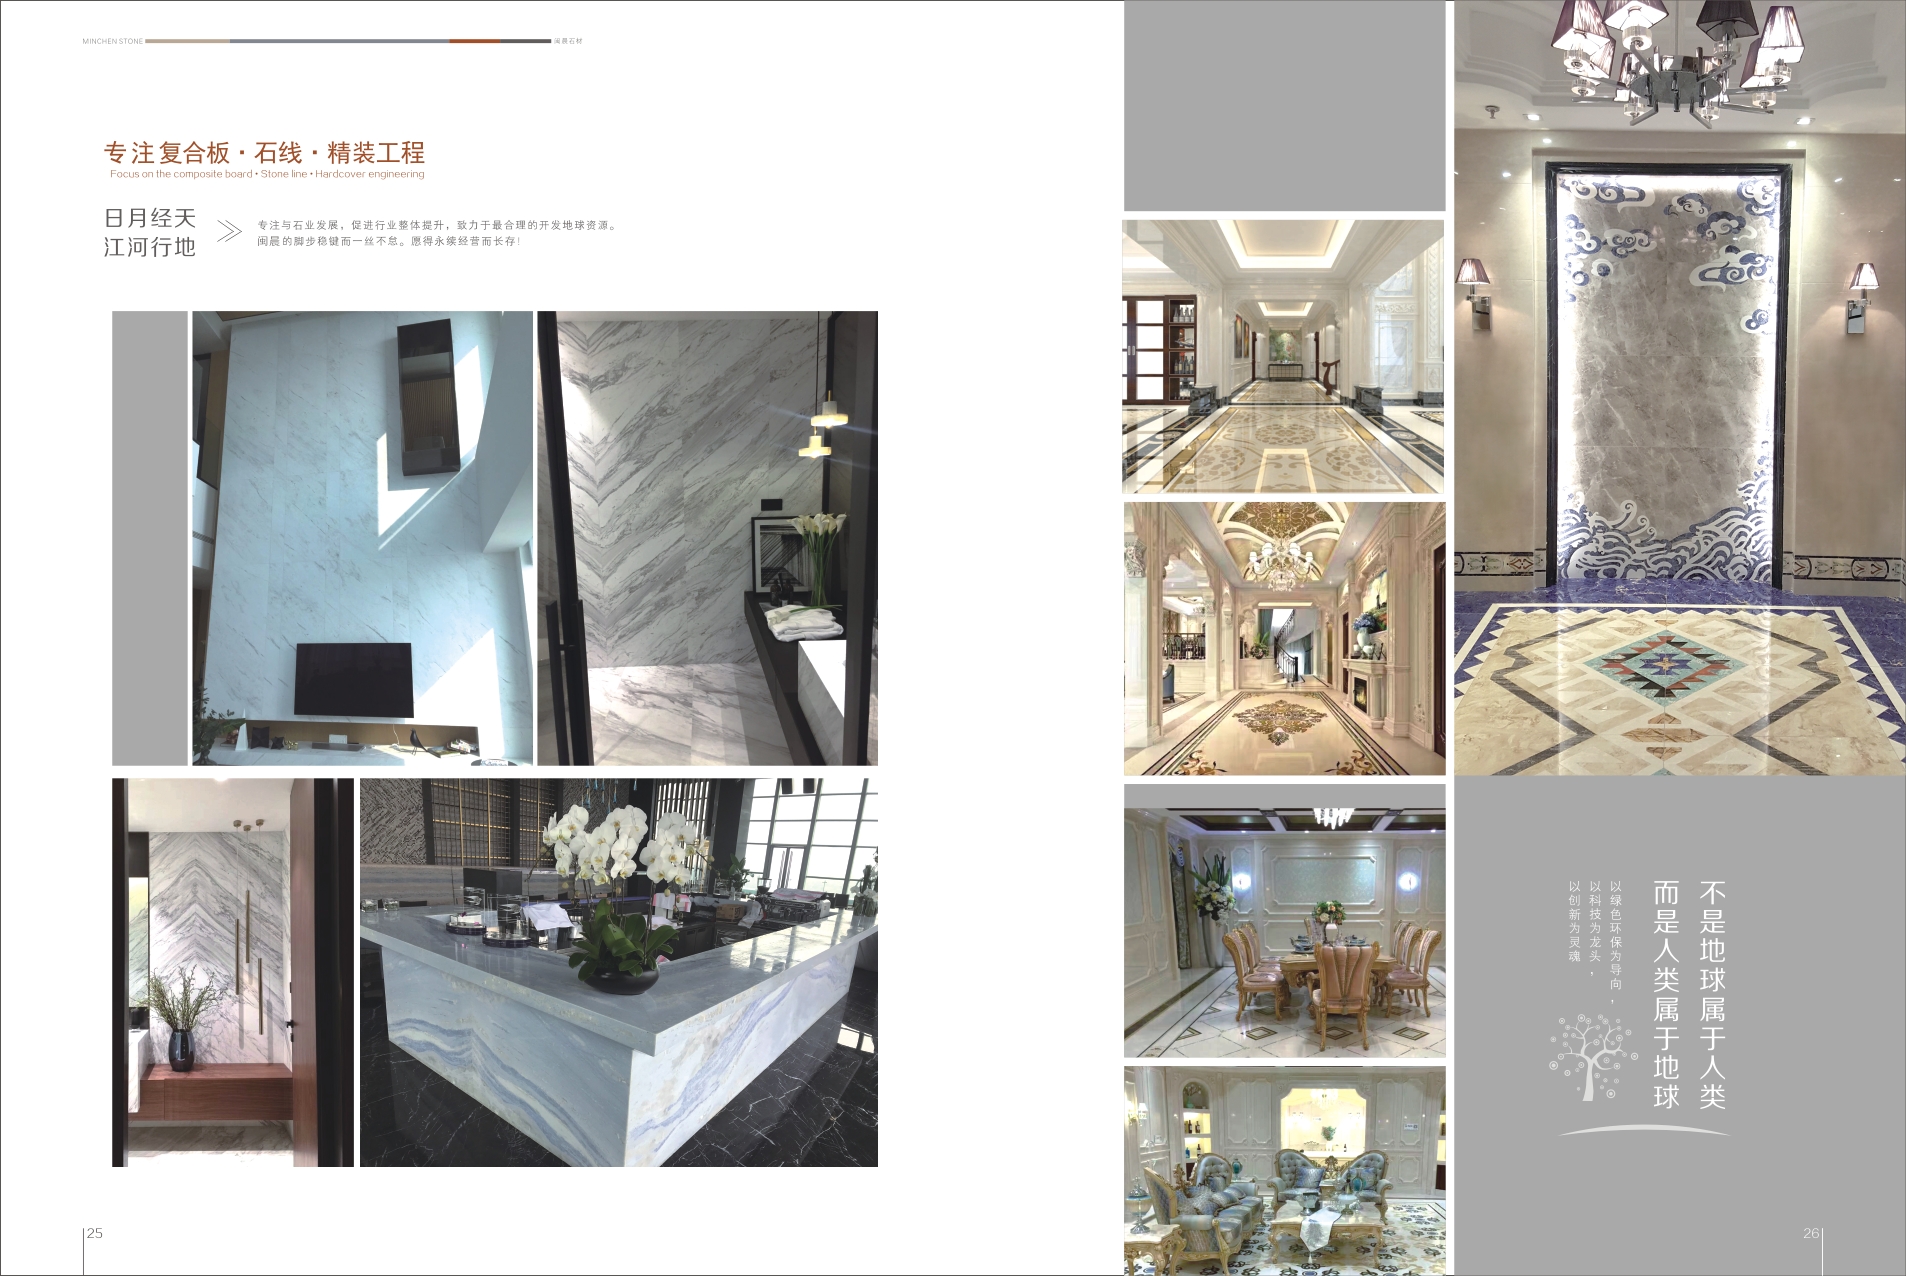 MINCHEN STONE
闽晨石材
专注复合板·石线·精装工程
Focus on the composite board • Stone line • Hardcover engineering
日月经天
江河行地
专注与石业发展，促进行业整体提升，致力于最合理的开发地球资源。
闽晨的脚步稳键而一丝不怠。愿得永续经营而长存!
不是地球属于人类
而是人类属于地球
以绿色环保为导向，
以科技为龙头，
以创新为灵魂
25
26